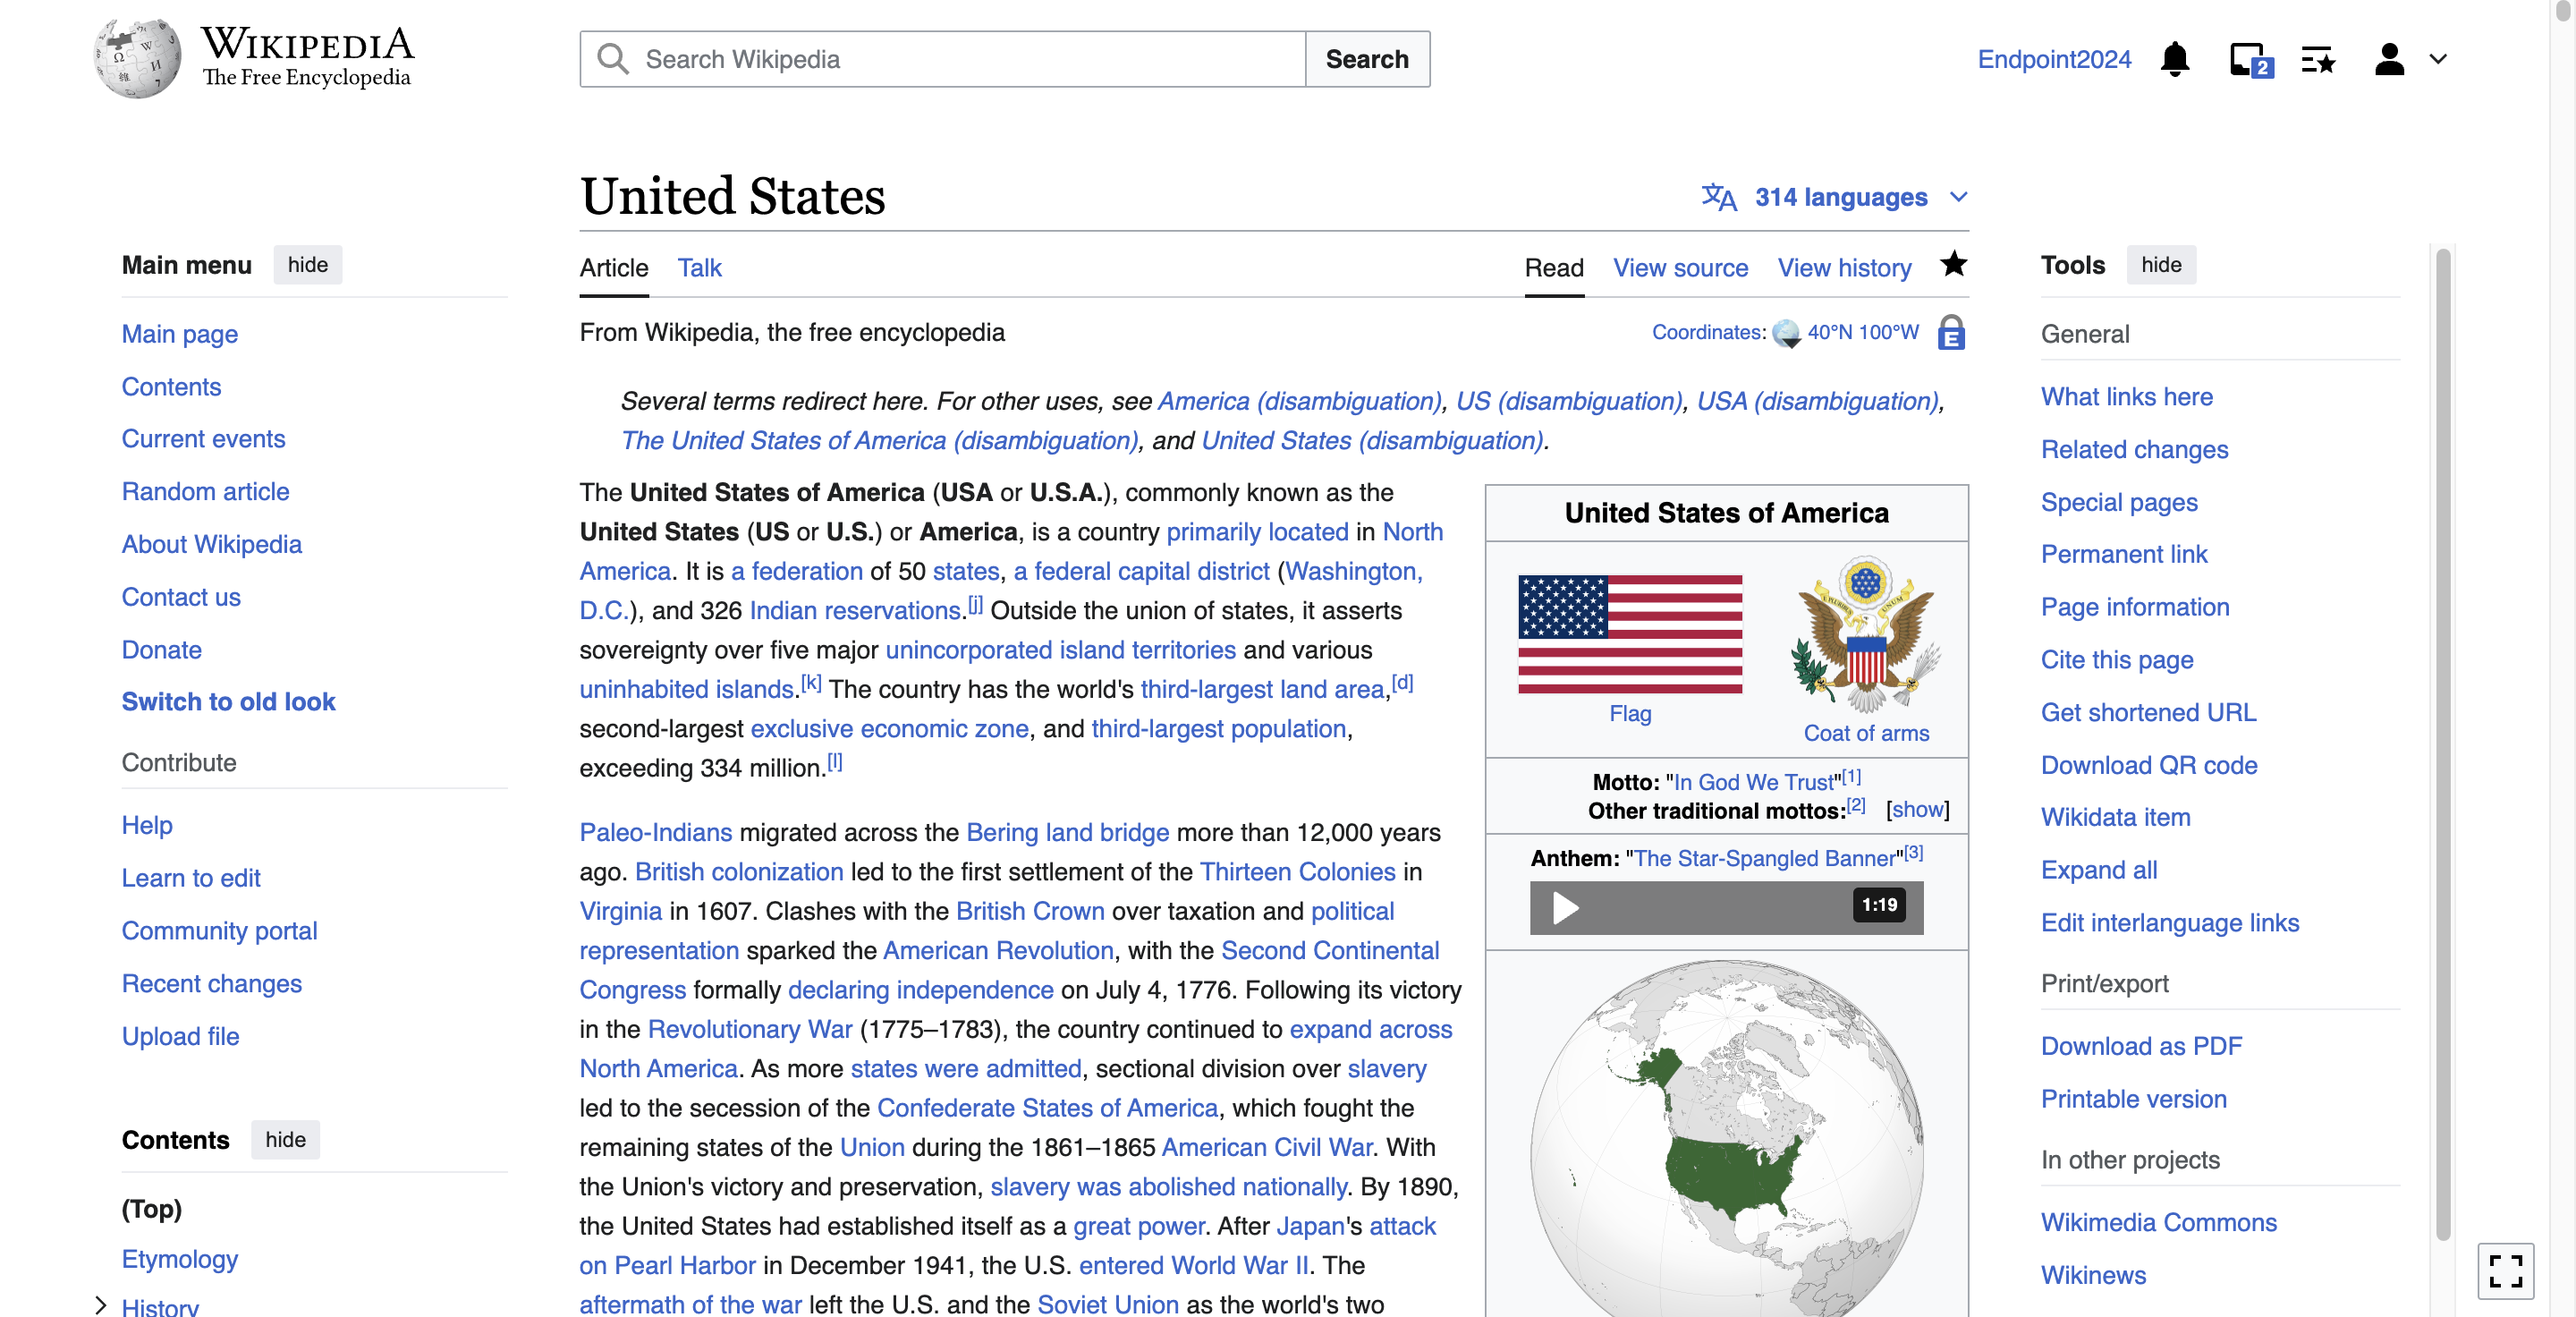 WIKIPEDIA
The Free Encyclopedia
Search Wikipedia
Search
Endpoint2024
2
United States
314 languages
Main menu
hide
Main page
Contents
Current events
Random article
About Wikipedia
Contact us
Donate
Switch to old look
Contribute
Help
Learn to edit
Community portal
Recent changes
Upload file
Contents
hide
(Top)
Etymology
History
Article
Talk
Read
View source
View history
From Wikipedia, the free encyclopedia
Coordinates: 40°N 100°W
E
Several terms redirect here. For other uses, see America (disambiguation), US (disambiguation), USA (disambiguation),
The United States of America (disambiguation), and United States (disambiguation).
The United States of America (USA or U.S.A.), commonly known as the
United States (US or U.S.) or America, is a country primarily located in North
America. It is a federation of 50 states, a federal capital district (Washington,
D.C.), and 326 Indian reservations.[j] Outside the union of states, it asserts
sovereignty over five major unincorporated island territories and various
uninhabited islands.[k] The country has the world's third-largest land area,[d]
second-largest exclusive economic zone, and third-largest population,
exceeding 334 million.[l]
Paleo-Indians migrated across the Bering land bridge more than 12,000 years
ago. British colonization led to the first settlement of the Thirteen Colonies in
Virginia in 1607. Clashes with the British Crown over taxation and political
representation sparked the American Revolution, with the Second Continental
Congress formally declaring independence on July 4, 1776. Following its victory
in the Revolutionary War (1775–1783), the country continued to expand across
North America. As more states were admitted, sectional division over slavery
led to the secession of the Confederate States of America, which fought the
remaining states of the Union during the 1861–1865 American Civil War. With
the Union's victory and preservation, slavery was abolished nationally. By 1890,
the United States had established itself as a great power. After Japan's attack
on Pearl Harbor in December 1941, the U.S. entered World War II. The
aftermath of the war left the U.S. and the Soviet Union as the world's two
United States of America
Flag
Coat of arms
Motto: "In God We Trust"[1]
Other traditional mottos:[2] [show]
Anthem: "The Star-Spangled Banner"[3]
1:19
Tools
hide
General
What links here
Related changes
Special pages
Permanent link
Page information
Cite this page
Get shortened URL
Download QR code
Wikidata item
Expand all
Edit interlanguage links
Print/export
Download as PDF
Printable version
In other projects
Wikimedia Commons
Wikinews